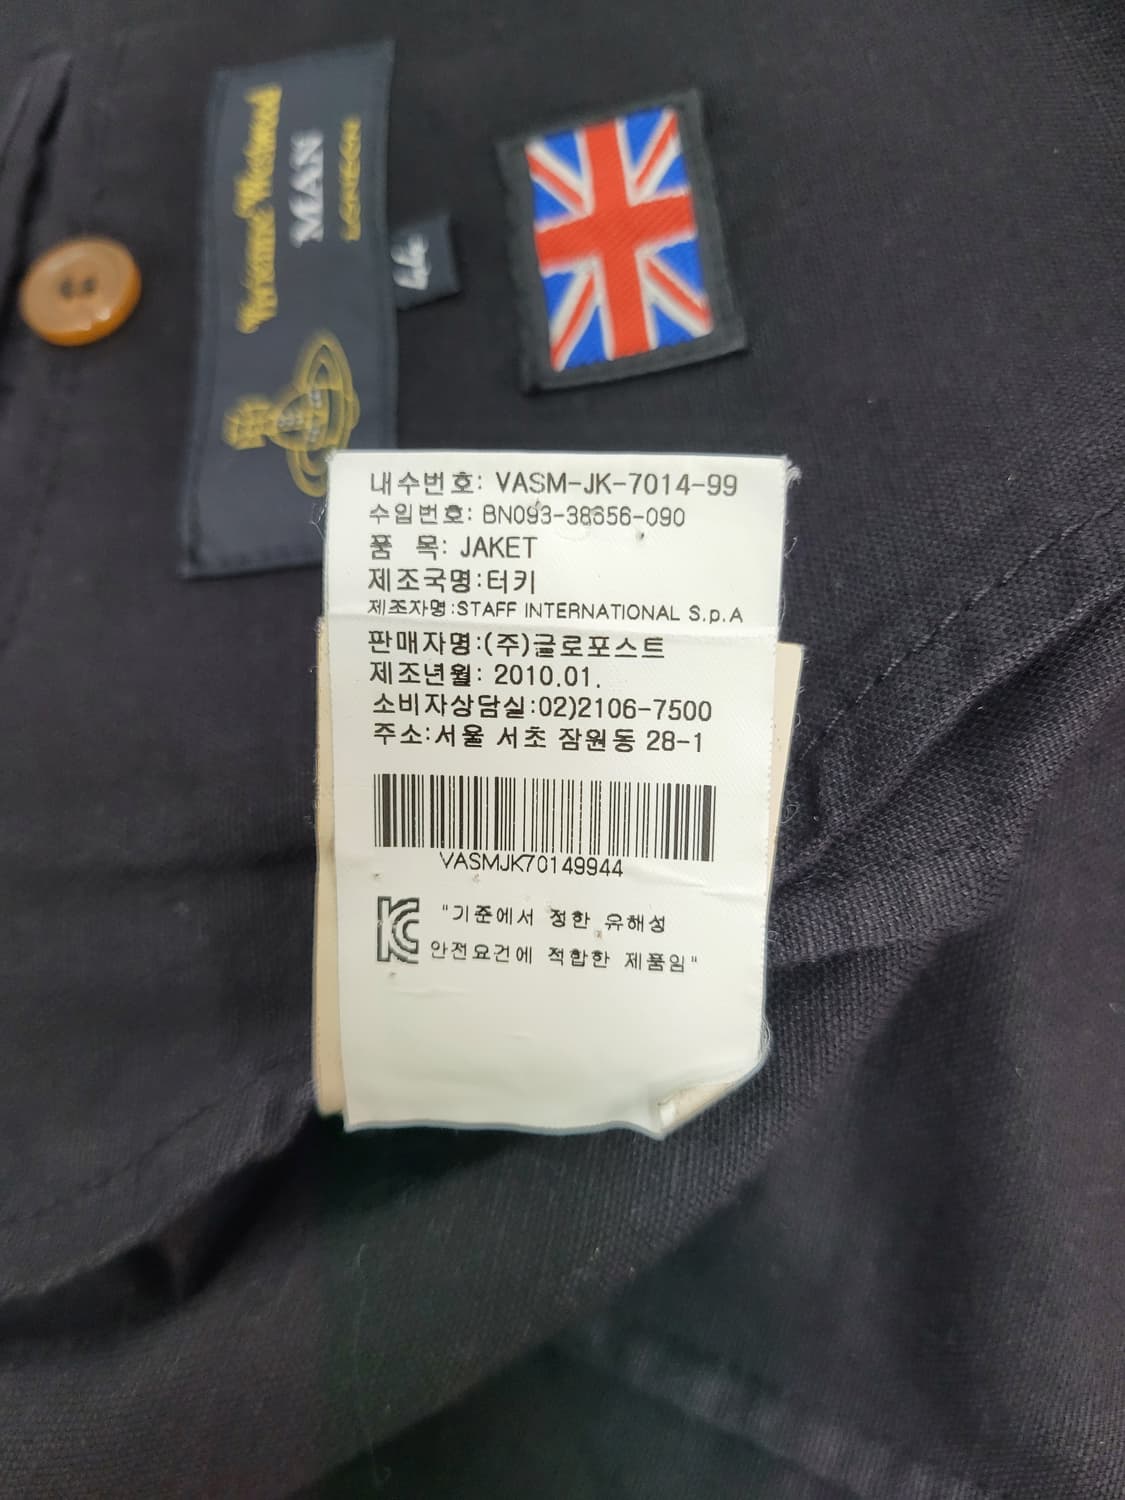 Vivienne Westwood
MAN
LONDON
44
내수번호: VASM-JK-7014-99
수입번호: BN093-38656-090
품 목: JAKET
제조국명:터키
제조자명:STAFF INTERNATIONAL S.p.A
판매자명:(주)글로포스트
제조년월: 2010.01.
소비자상담실:02)2106-7500
주소:서울 서초 잠원동 28-1
VASMJK70149944
"기준에서 정한 유해성
안전요건에 적합한 제품임"